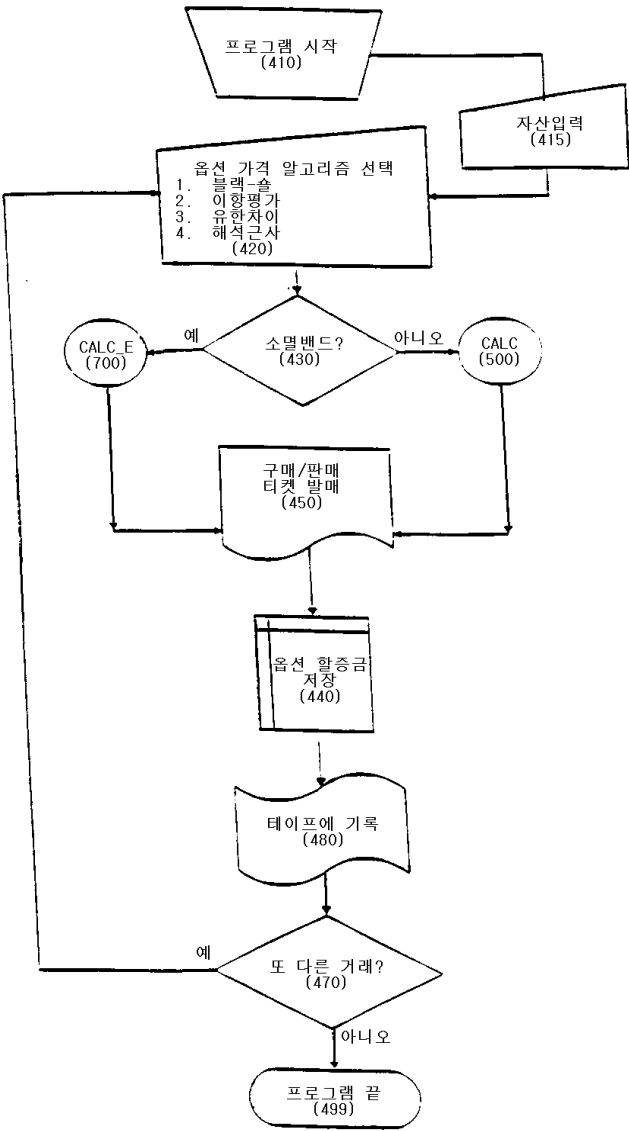 프로그램 시작
(410)
자산입력
(415)
옵션 가격 알고리즘 선택
1. 블랙-숄
2. 이항평가
3. 유한차이
4. 해석근사
(420)
예
소멸밴드?
(430)
아니오
CALC_E
(700)
CALC
(500)
구매/판매
티켓 발매
(450)
옵션 할증금
저장
(440)
테이프에 기록
(480)
예
또 다른 거래?
(470)
아니오
프로그램 끝
(499)